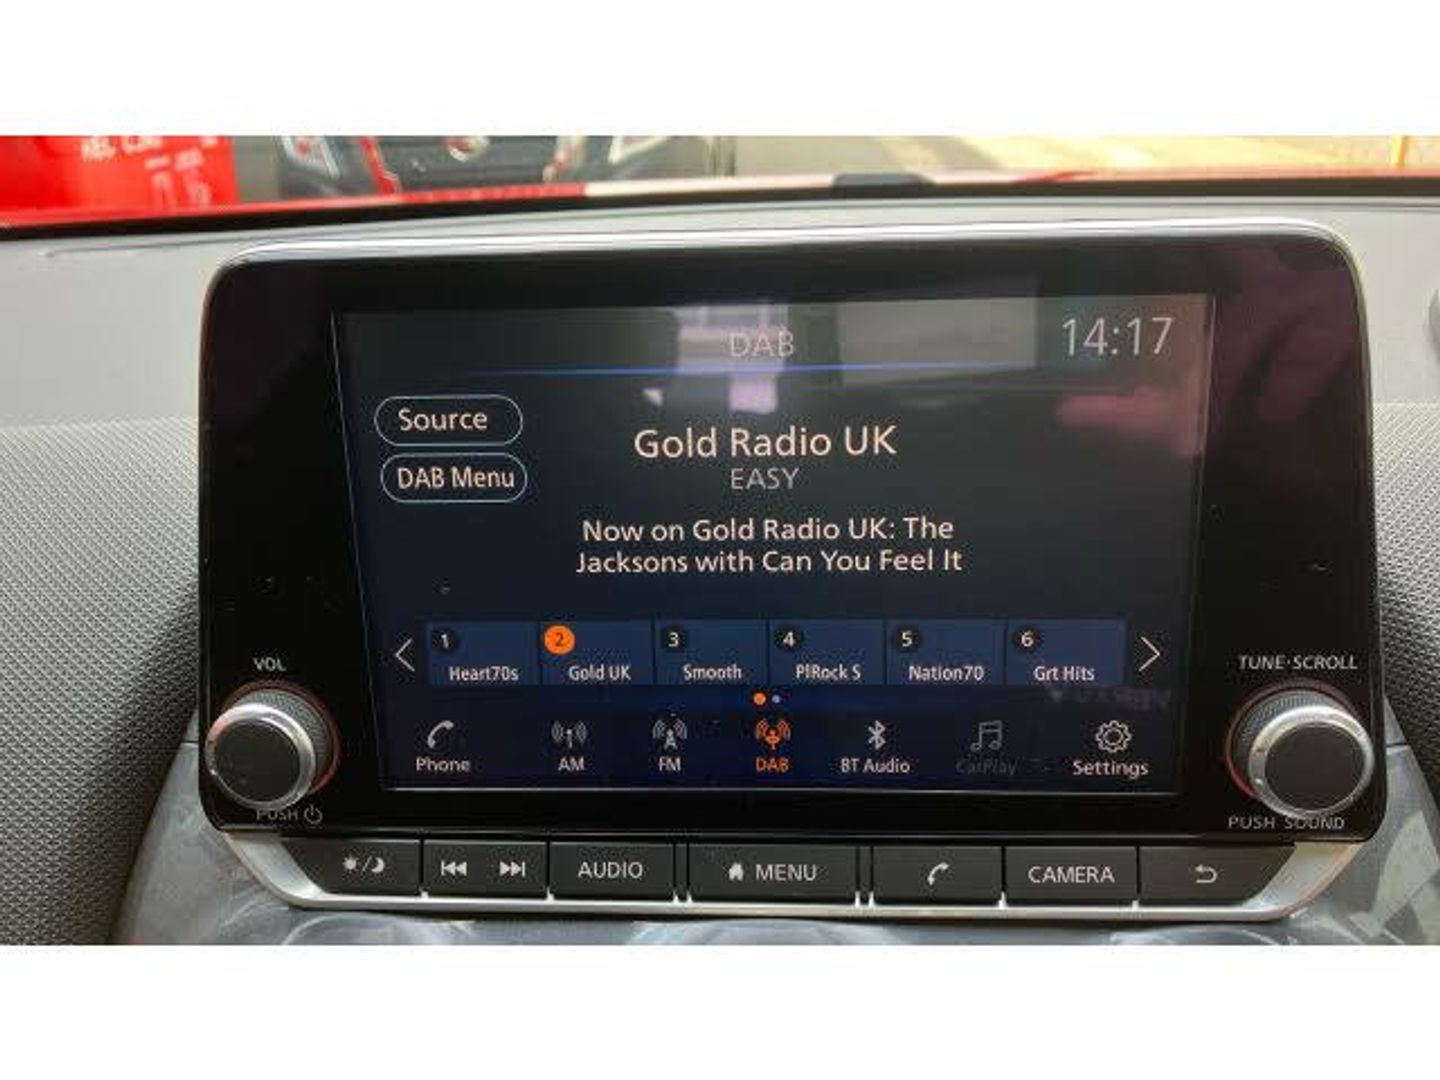 DAB
14:17
Source
DAB Menu
Gold Radio UK
EASY
Now on Gold Radio UK: The
Jacksons with Can You Feel It
1 Heart70s
2 Gold UK
3 Smooth
4 PlRock S
5 Nation70
6 Grt Hits
Phone
AM
FM
DAB
BT Audio
CarPlay
Settings
VOL
PUSH
TUNE·SCROLL
PUSH SOUND
AUDIO
MENU
CAMERA